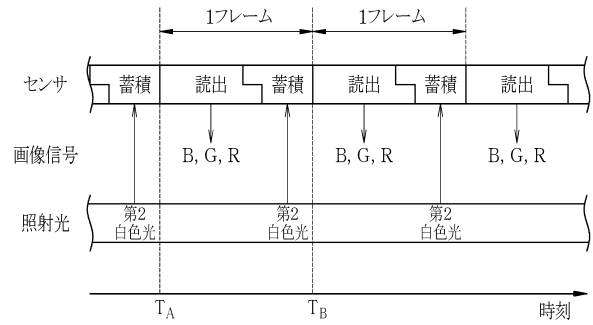 1フレーム 1フレーム
センサ 蓄積 読出 蓄積 読出 蓄積 読出
画像信号 B, G, R B, G, R B, G, R
照射光 第2 第2 第2
白色光 白色光 白色光
TA TB 時刻